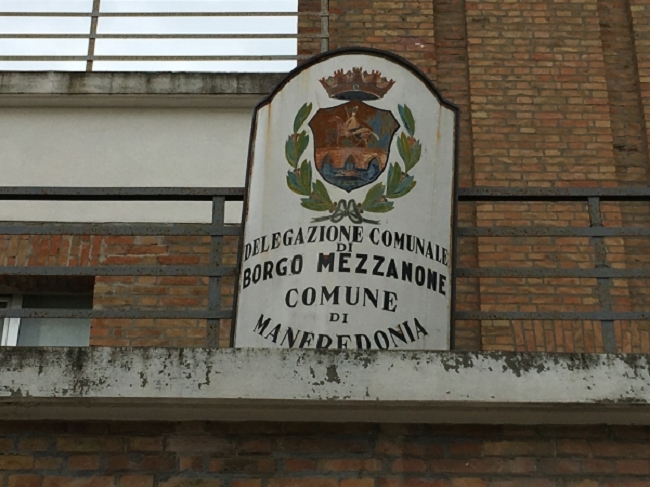 DELEGAZIONE COMUNALE
DI
BORGO MEZZANONE
COMUNE
DI
MANFREDONIA